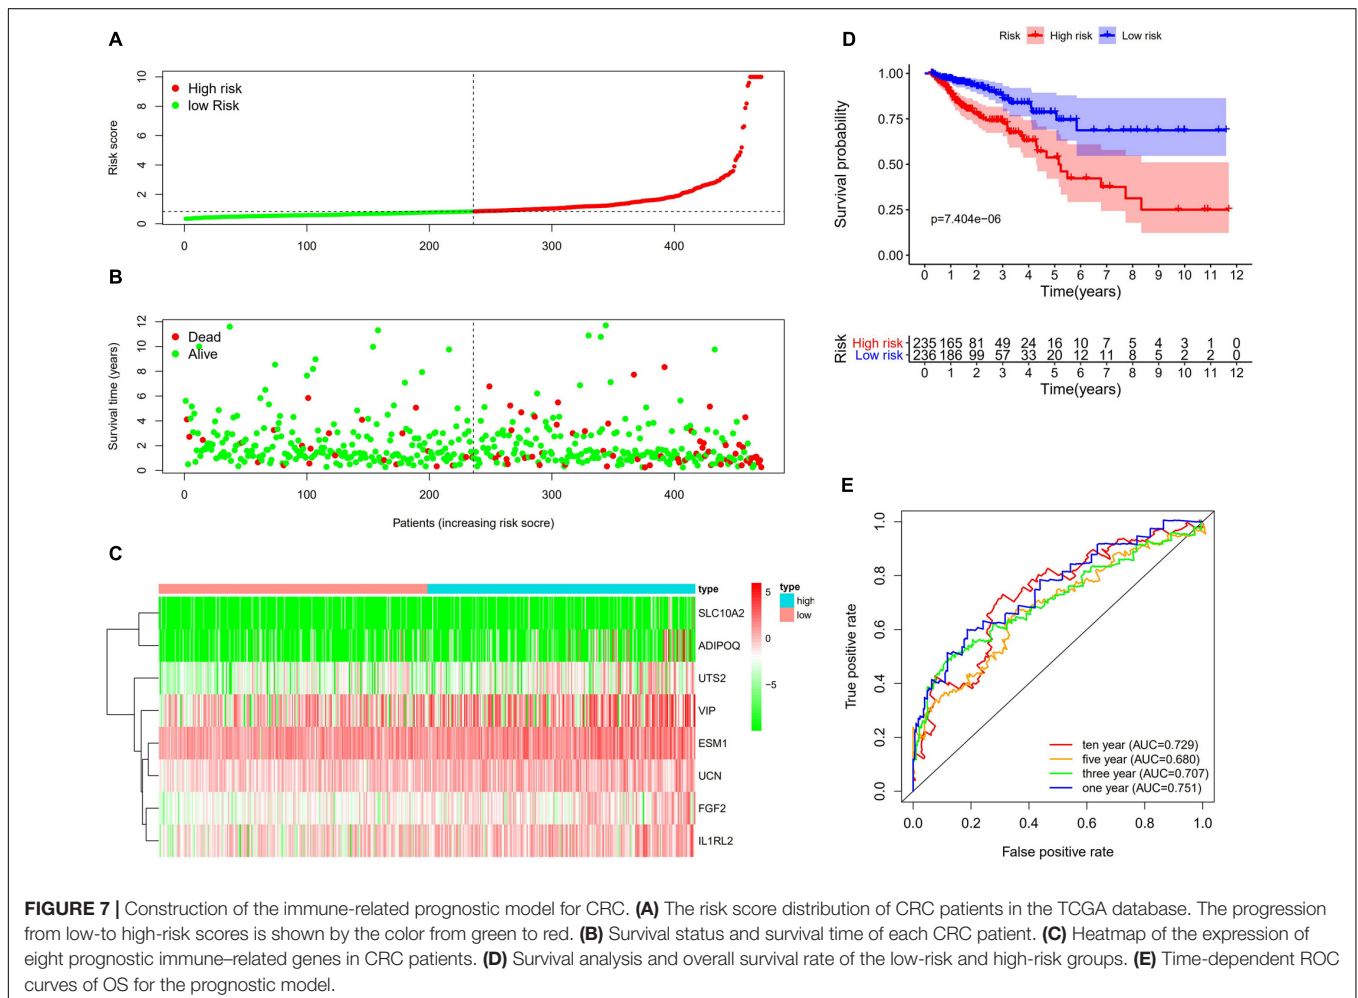 A
10
8
6
4
2
0
Risk score
High risk
low Risk
0 100 200 300 400
B
12
10
8
6
4
2
0
Survival time (years)
Dead
Alive
0 100 200 300 400
Patients (increasing risk socre)
C
type
SLC10A2
ADIPOQ
UTS2
VIP
ESM1
UCN
FGF2
IL1RL2
5
0
−5
type
high
low
D
Risk High risk Low risk
1.00
0.75
0.50
0.25
0.00
Survival probability
p=7.404e−06
0 1 2 3 4 5 6 7 8 9 10 11 12
Time(years)
Risk
High risk 235 165 81 49 24 16 10 7 5 4 3 1 0
Low risk 236 186 99 57 33 20 12 11 8 5 2 2 0
0 1 2 3 4 5 6 7 8 9 10 11 12
Time(years)
E
1.0
0.8
0.6
0.4
0.2
0.0
True positive rate
ten year (AUC=0.729)
five year (AUC=0.680)
three year (AUC=0.707)
one year (AUC=0.751)
0.0 0.2 0.4 0.6 0.8 1.0
False positive rate
FIGURE 7 | Construction of the immune-related prognostic model for CRC. (A) The risk score distribution of CRC patients in the TCGA database. The progression
from low-to high-risk scores is shown by the color from green to red. (B) Survival status and survival time of each CRC patient. (C) Heatmap of the expression of
eight prognostic immune–related genes in CRC patients. (D) Survival analysis and overall survival rate of the low-risk and high-risk groups. (E) Time-dependent ROC
curves of OS for the prognostic model.